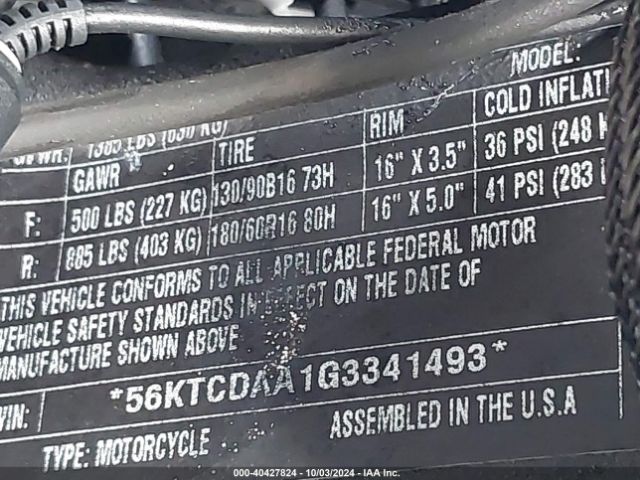 MODEL:
GVWR: 1385 LBS (630 KG)
GAWR TIRE RIM COLD INFLATI
F: 500 LBS (227 KG) 130/90B16 73H 16" X 3.5" 36 PSI (248 K
R: 885 LBS (403 KG) 180/60R16 80H 16" X 5.0" 41 PSI (283
THIS VEHICLE CONFORMS TO ALL APPLICABLE FEDERAL MOTOR
VEHICLE SAFETY STANDARDS IN EFFECT ON THE DATE OF
MANUFACTURE SHOWN ABOVE
VIN: *56KTCDAA1G3341493*
TYPE: MOTORCYCLE ASSEMBLED IN THE U.S.A
000-40427824 | 10/03/2024 - IAA Inc.